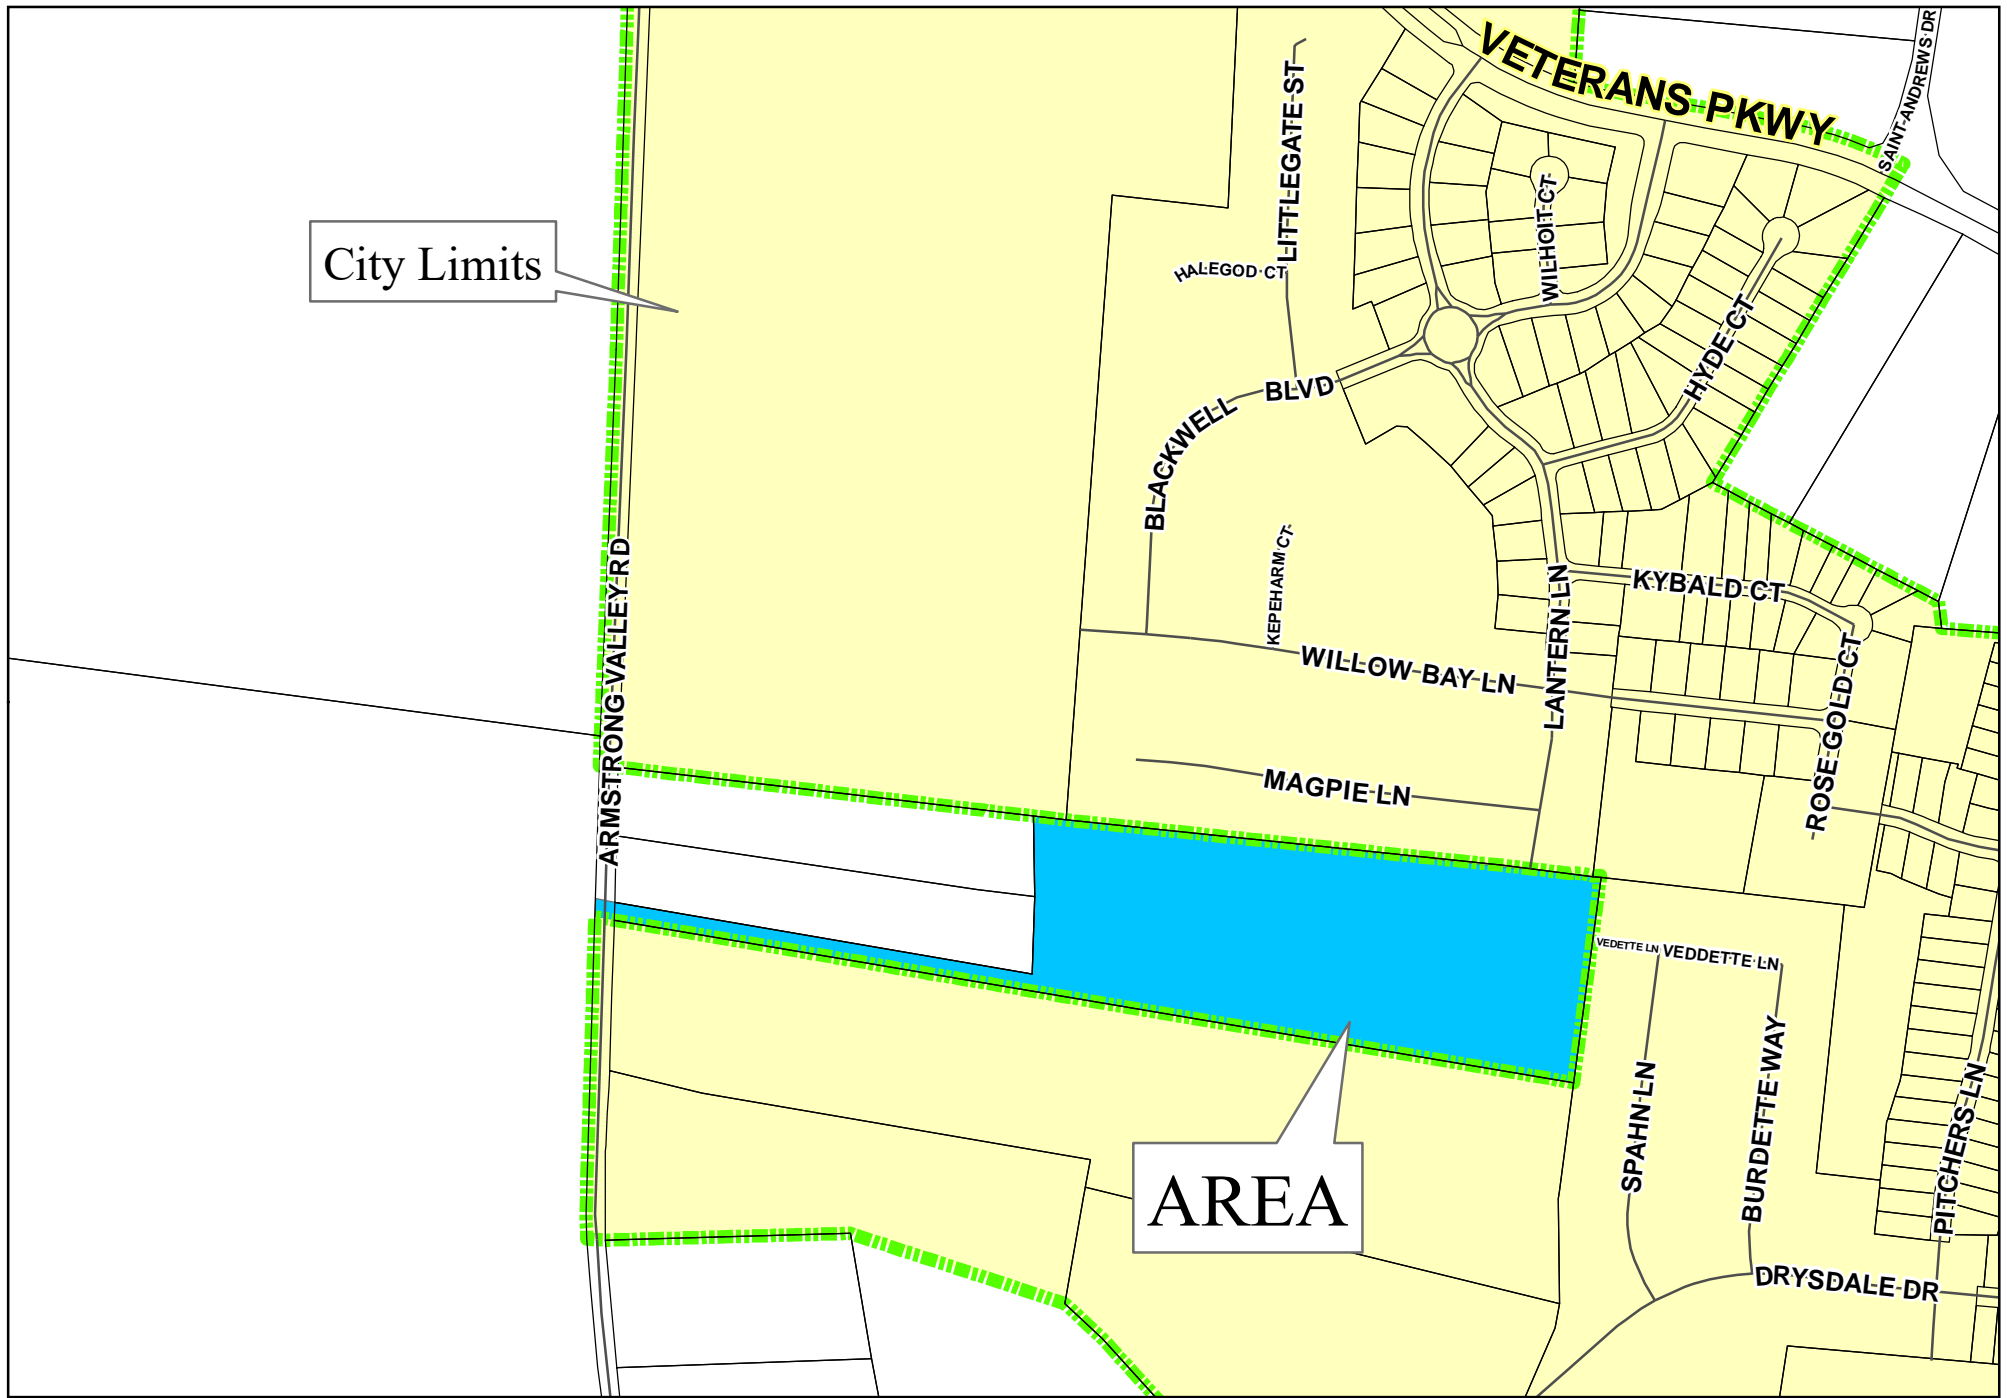 VETERANS PKWY
SAINT ANDREWS DR
LITTLEGATE ST
WILHOIT CT
City Limits
HALEGOD CT
HYDE CT
BLACKWELL BLVD
KEPEHARM CT
ARMSTRONG VALLEY RD
LANTERN LN
KYBALD CT
WILLOW BAY LN
ROSE GOLD CT
MAGPIE LN
VEDETTE LN
VEDDETTE LN
SPAHN LN
BURDETTE WAY
PITCHERS LN
AREA
DRYSDALE DR